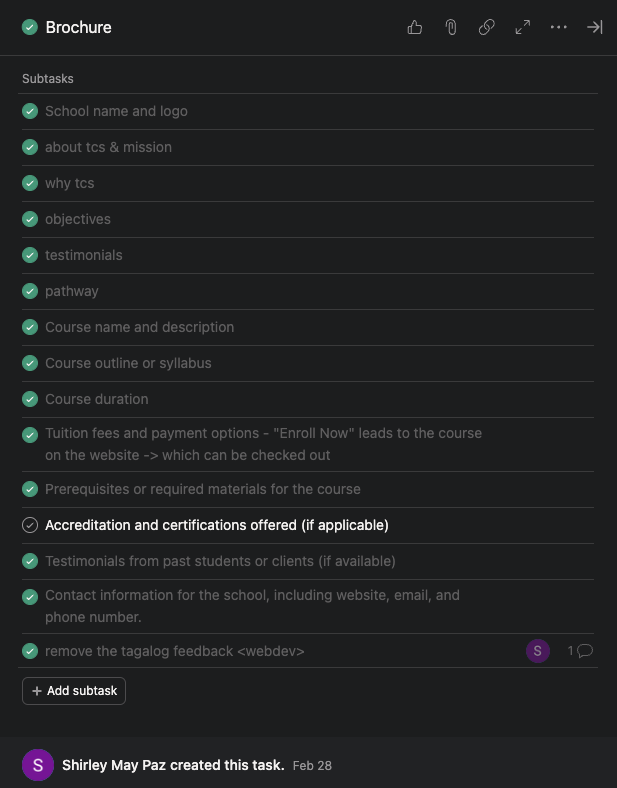 Brochure
Subtasks
School name and logo
about tcs & mission
why tcs
objectives
testimonials
pathway
Course name and description
Course outline or syllabus
Course duration
Tuition fees and payment options - "Enroll Now" leads to the course
on the website -> which can be checked out
Prerequisites or required materials for the course
Accreditation and certifications offered (if applicable)
Testimonials from past students or clients (if available)
Contact information for the school, including website, email, and
phone number.
remove the tagalog feedback <webdev> S 1
+ Add subtask
S Shirley May Paz created this task. Feb 28